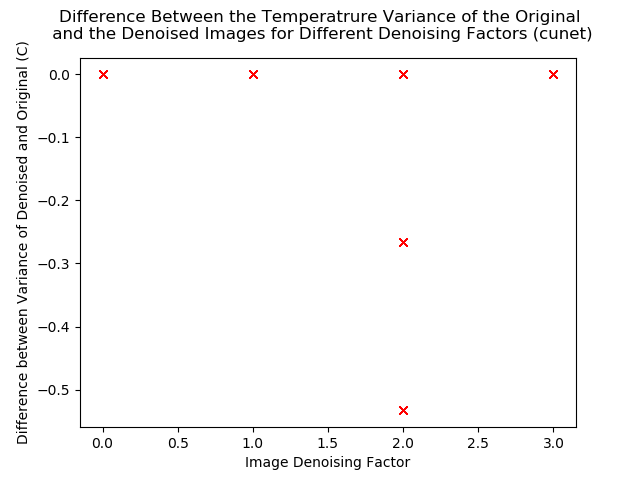 Difference Between the Temperatrure Variance of the Original
and the Denoised Images for Different Denoising Factors (cunet)
Difference between Variance of Denoised and Original (C)
0.0
−0.1
−0.2
−0.3
−0.4
−0.5
0.0 0.5 1.0 1.5 2.0 2.5 3.0
Image Denoising Factor